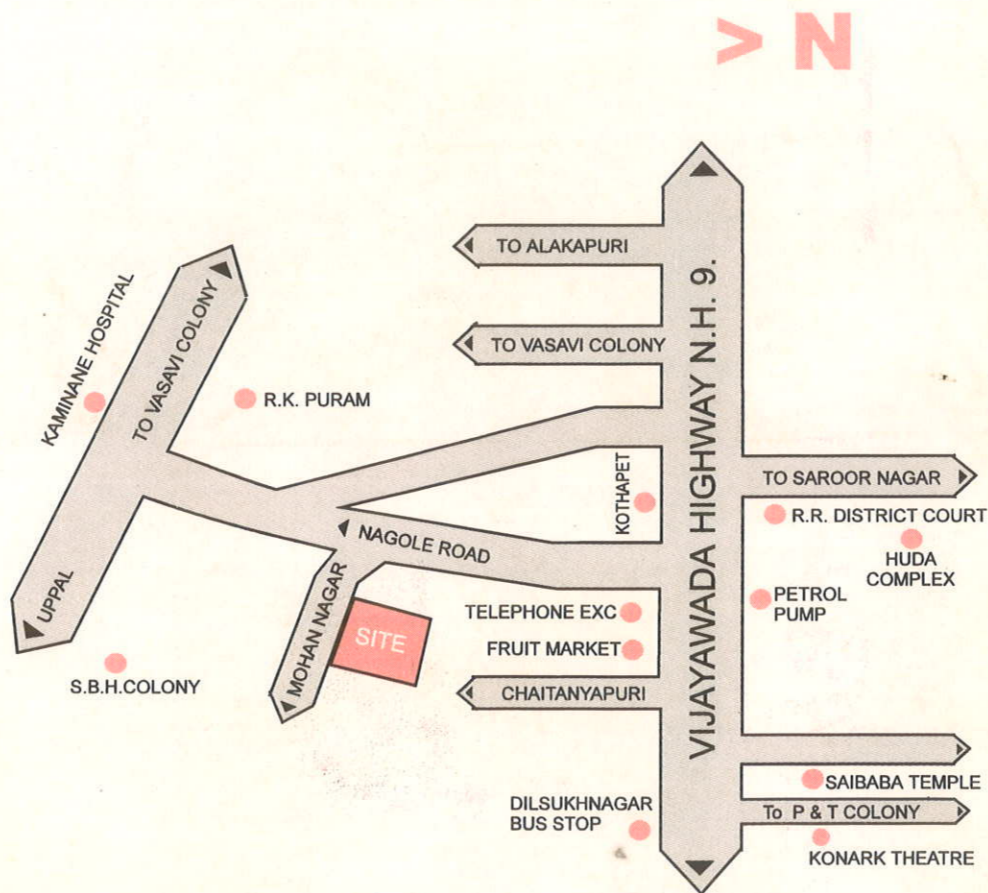 > N
TO ALAKAPURI
TO VASAVI COLONY
KAMINANE HOSPITAL
TO VASAVI COLONY
R.K. PURAM
VIJAYAWADA HIGHWAY N.H. 9.
KOTHAPET
TO SAROOR NAGAR
R.R. DISTRICT COURT
HUDA
COMPLEX
NAGOLE ROAD
PETROL
PUMP
UPPAL
MOHAN NAGAR
SITE
TELEPHONE EXC
FRUIT MARKET
S.B.H.COLONY
CHAITANYAPURI
SAIBABA TEMPLE
DILSUKHNAGAR
BUS STOP
To P & T COLONY
KONARK THEATRE